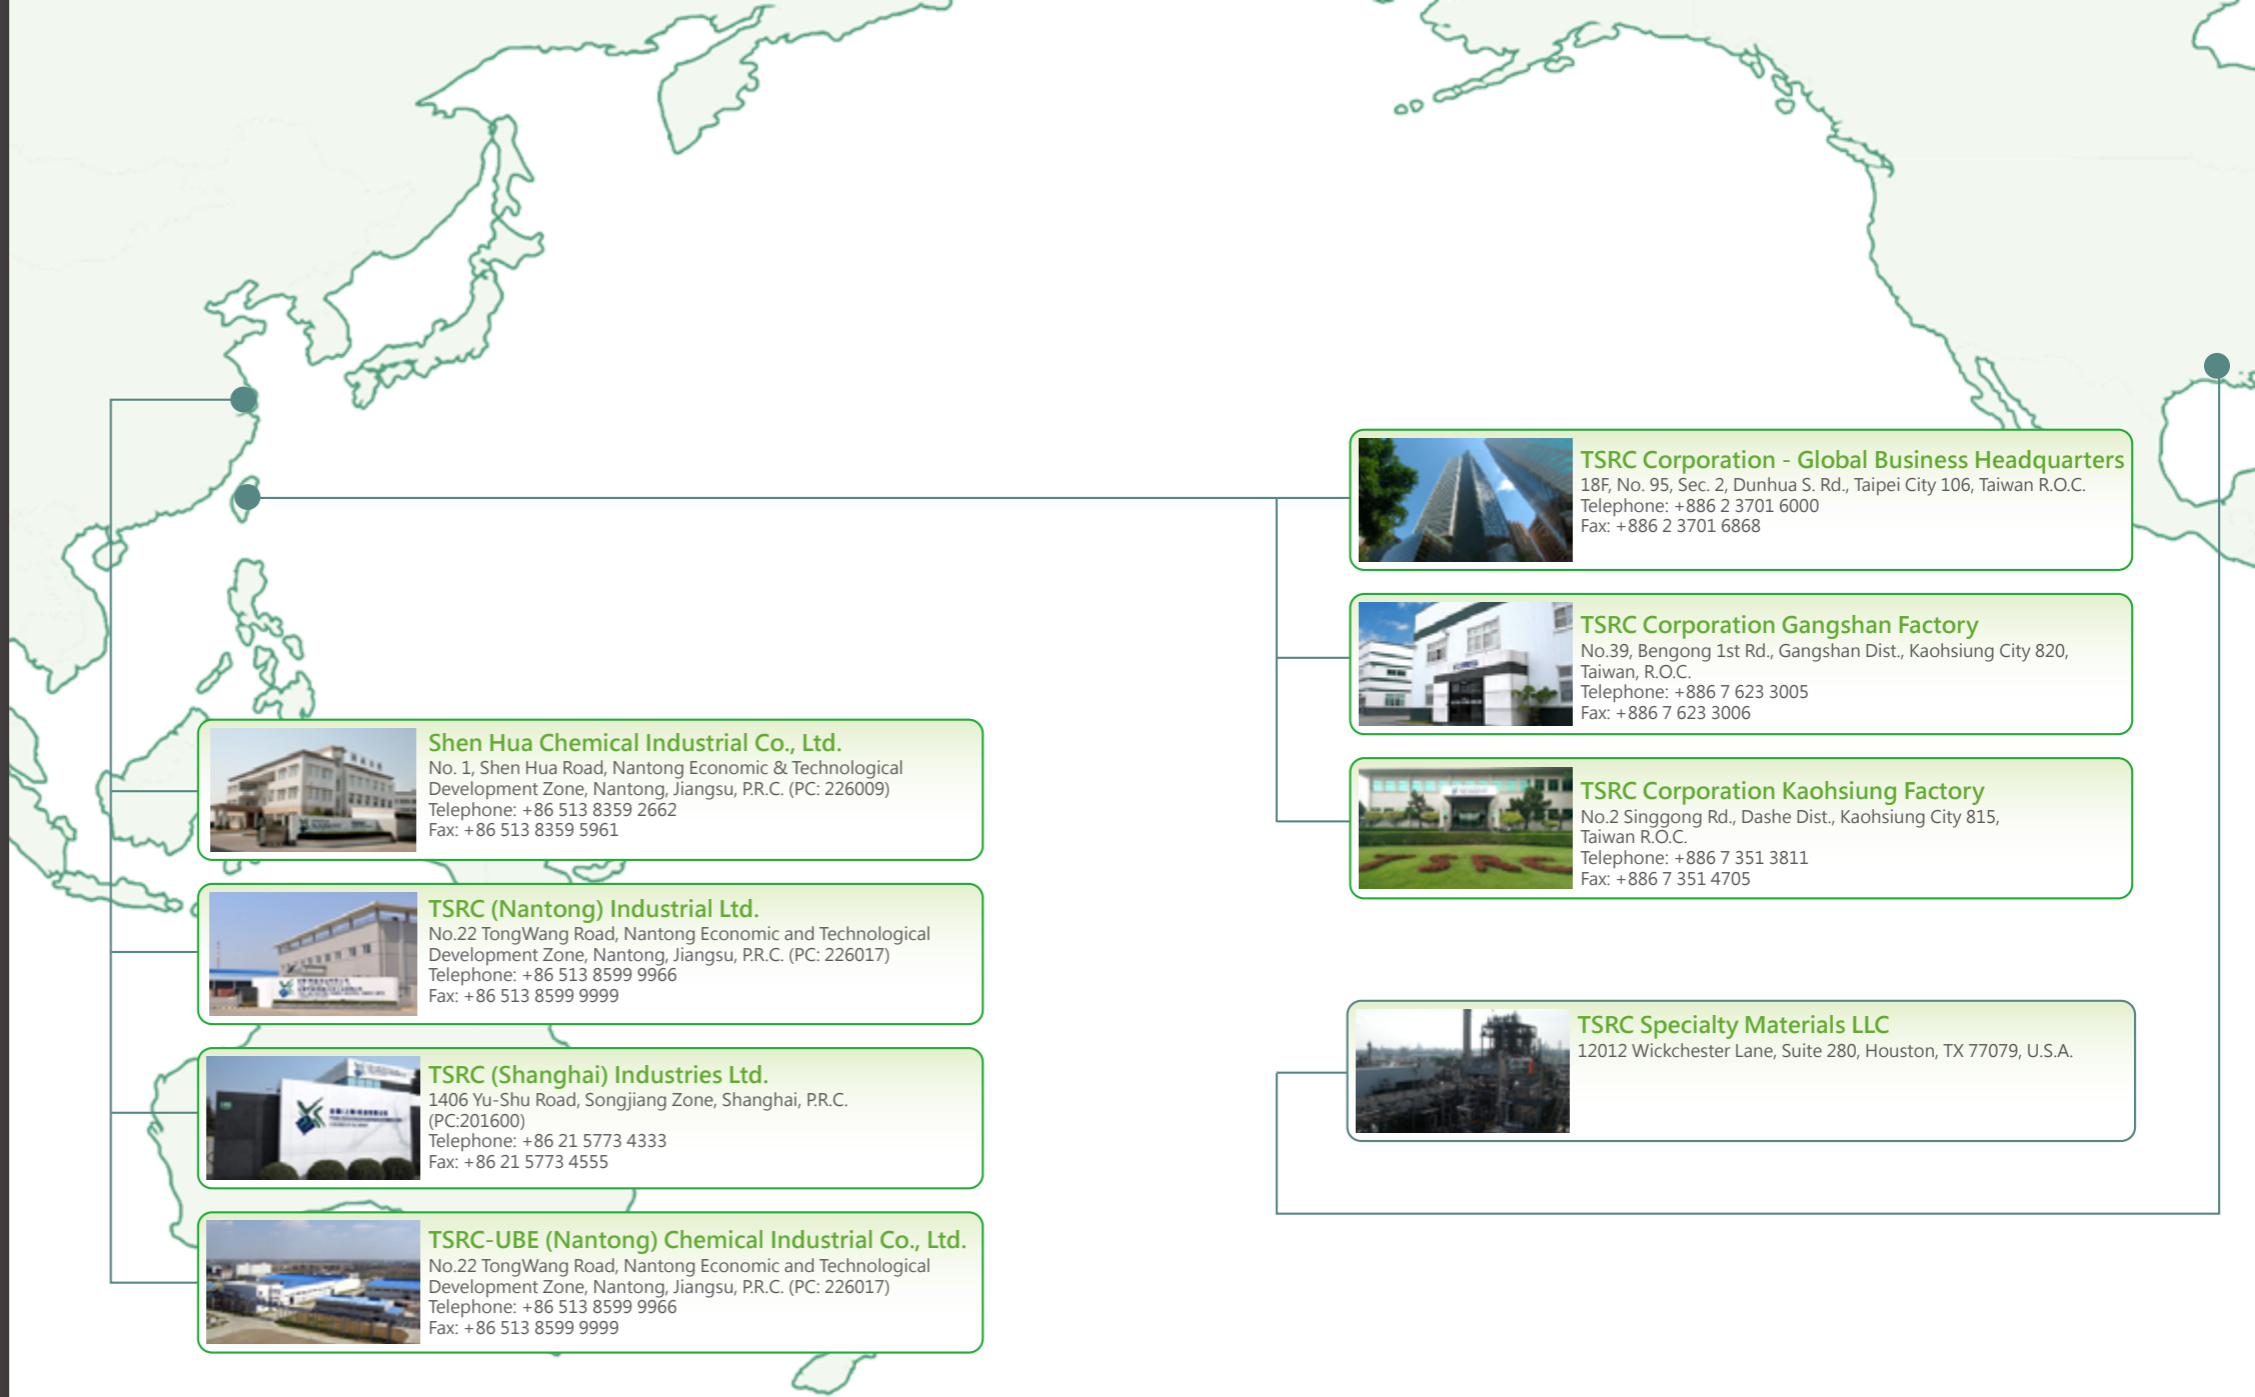 TSRC Corporation - Global Business Headquarters
18F, No. 95, Sec. 2, Dunhua S. Rd., Taipei City 106, Taiwan R.O.C.
Telephone: +886 2 3701 6000
Fax: +886 2 3701 6868
TSRC Corporation Gangshan Factory
No.39, Bengong 1st Rd., Gangshan Dist., Kaohsiung City 820,
Taiwan, R.O.C.
Telephone: +886 7 623 3005
Fax: +886 7 623 3006
TSRC Corporation Kaohsiung Factory
No.2 Singgong Rd., Dashe Dist., Kaohsiung City 815,
Taiwan R.O.C.
Telephone: +886 7 351 3811
Fax: +886 7 351 4705
TSRC
Shen Hua Chemical Industrial Co., Ltd.
No. 1, Shen Hua Road, Nantong Economic & Technological
Development Zone, Nantong, Jiangsu, P.R.C. (PC: 226009)
Telephone: +86 513 8359 2662
Fax: +86 513 8359 5961
TSRC (Nantong) Industrial Ltd.
No.22 TongWang Road, Nantong Economic and Technological
Development Zone, Nantong, Jiangsu, P.R.C. (PC: 226017)
Telephone: +86 513 8599 9966
Fax: +86 513 8599 9999
TSRC (Shanghai) Industries Ltd.
1406 Yu-Shu Road, Songjiang Zone, Shanghai, P.R.C.
(PC:201600)
Telephone: +86 21 5773 4333
Fax: +86 21 5773 4555
TSRC-UBE (Nantong) Chemical Industrial Co., Ltd.
No.22 TongWang Road, Nantong Economic and Technological
Development Zone, Nantong, Jiangsu, P.R.C. (PC: 226017)
Telephone: +86 513 8599 9966
Fax: +86 513 8599 9999
TSRC Specialty Materials LLC
12012 Wickchester Lane, Suite 280, Houston, TX 77079, U.S.A.